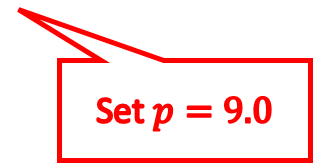 Set p = 9.0